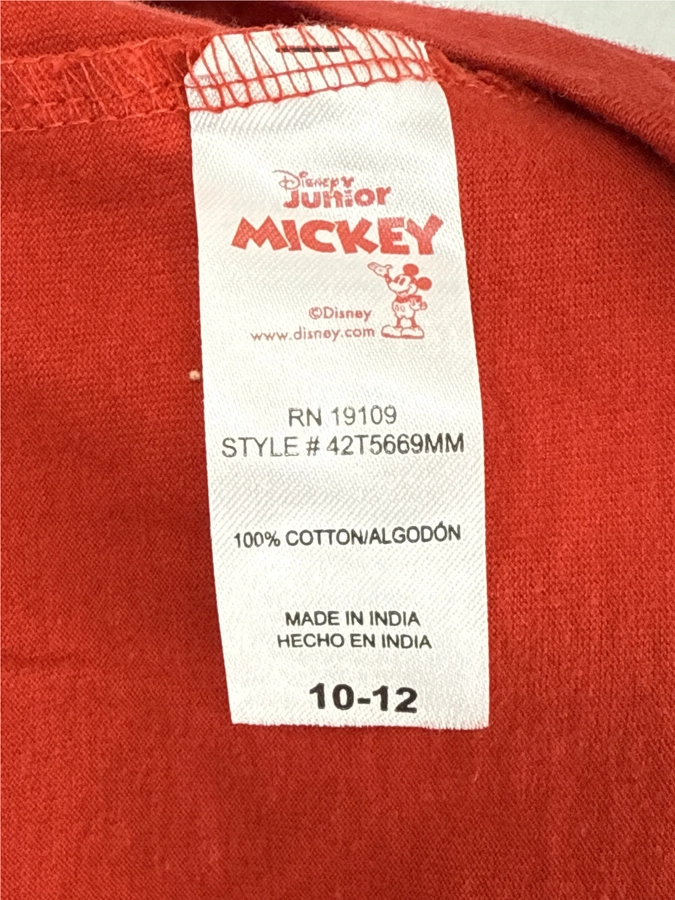 Disney
Junior
MICKEY
©Disney
www.disney.com
RN 19109
STYLE # 42T5669MM
100% COTTON/ALGODÓN
MADE IN INDIA
HECHO EN INDIA
10-12